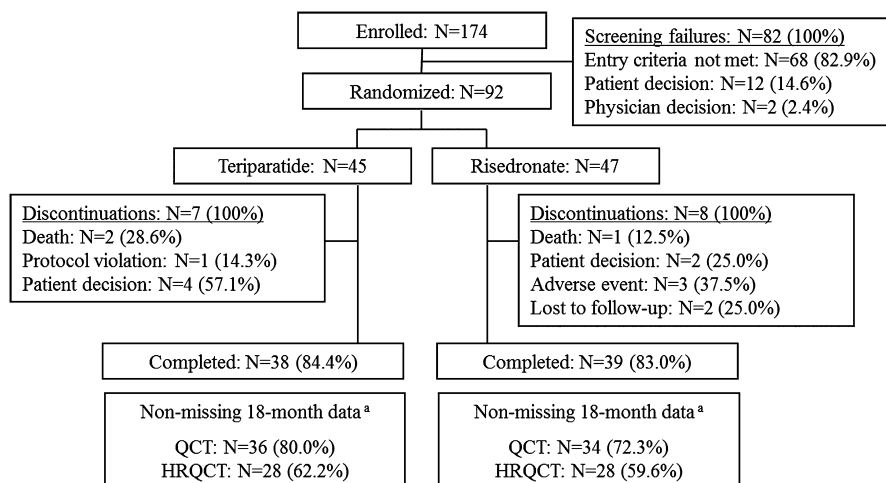 Enrolled: N=174
Screening failures: N=82 (100%)
Entry criteria not met: N=68 (82.9%)
Patient decision: N=12 (14.6%)
Physician decision: N=2 (2.4%)
Randomized: N=92
Teriparatide: N=45
Risedronate: N=47
Discontinuations: N=7 (100%)
Death: N=2 (28.6%)
Protocol violation: N=1 (14.3%)
Patient decision: N=4 (57.1%)
Discontinuations: N=8 (100%)
Death: N=1 (12.5%)
Patient decision: N=2 (25.0%)
Adverse event: N=3 (37.5%)
Lost to follow-up: N=2 (25.0%)
Completed: N=38 (84.4%)
Completed: N=39 (83.0%)
Non-missing 18-month data a
QCT: N=36 (80.0%)
HRQCT: N=28 (62.2%)
Non-missing 18-month data a
QCT: N=34 (72.3%)
HRQCT: N=28 (59.6%)